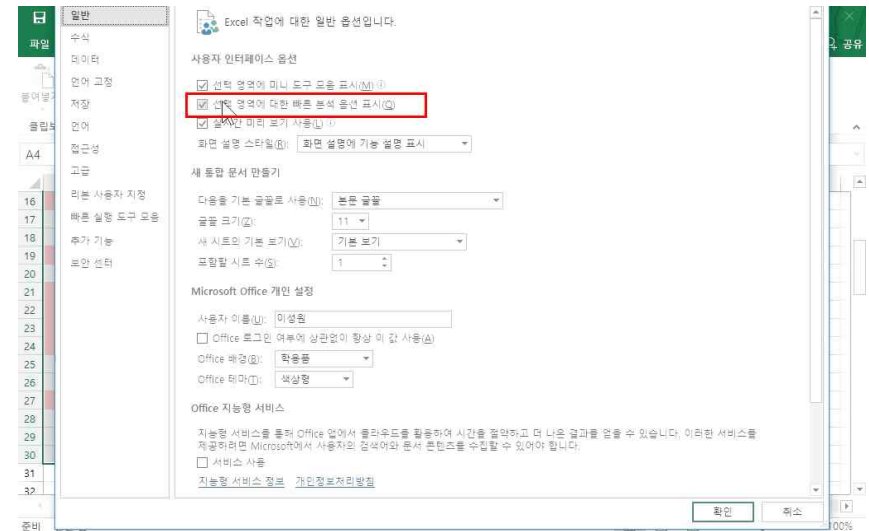 일반
Excel 작업에 대한 일반 옵션입니다.
파일
공유
수식
데이터
언어 교정
저장
언어
접근성
고급
리본 사용자 지정
빠른 실행 도구 모음
추가 기능
보안 센터
사용자 인터페이스 옵션
선택 영역에 미니 도구 모음 표시(M)
선택 영역에 대한 빠른 분석 옵션 표시(Q)
미리 보기 사용(L)
화면 설명 스타일(R): 화면 설명에 기능 설명 표시
새 통합 문서 만들기
다음을 기본 글꼴로 사용(N): 본문 글꼴
글꼴 크기(Z): 11
새 시트의 기본 보기(V): 기본 보기
포함할 시트 수(S): 1
Microsoft Office 개인 설정
사용자 이름(U): 이성원
Office 로그인 여부에 상관없이 항상 이 값 사용(A)
Office 배경(B): 학용품
Office 테마(T): 색상형
Office 지능형 서비스
지능형 서비스를 통해 Office 앱에서 클라우드를 활용하여 시간을 절약하고 더 나은 결과를 얻을 수 있습니다. 이러한 서비스를
제공하려면 Microsoft에서 사용자의 검색어와 문서 콘텐츠를 수집할 수 있어야 합니다.
서비스 사용
지능형 서비스 정보 개인정보처리방침
확인 취소
A4
16
17
18
19
20
21
22
23
24
25
26
27
28
29
30
31
32
준비
100%